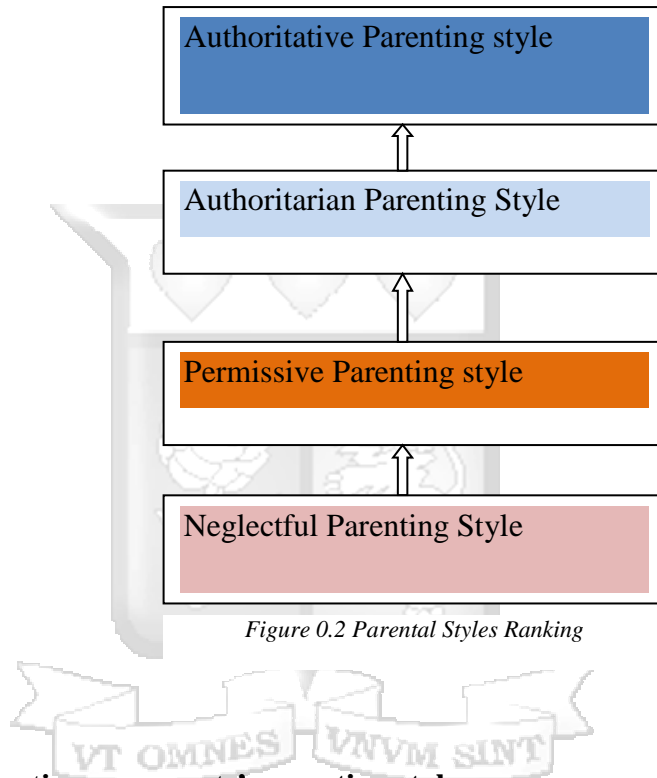 Authoritative Parenting style
Authoritarian Parenting Style
Permissive Parenting style
Neglectful Parenting Style
Figure 0.2 Parental Styles Ranking
VT OMNES VNVM SINT